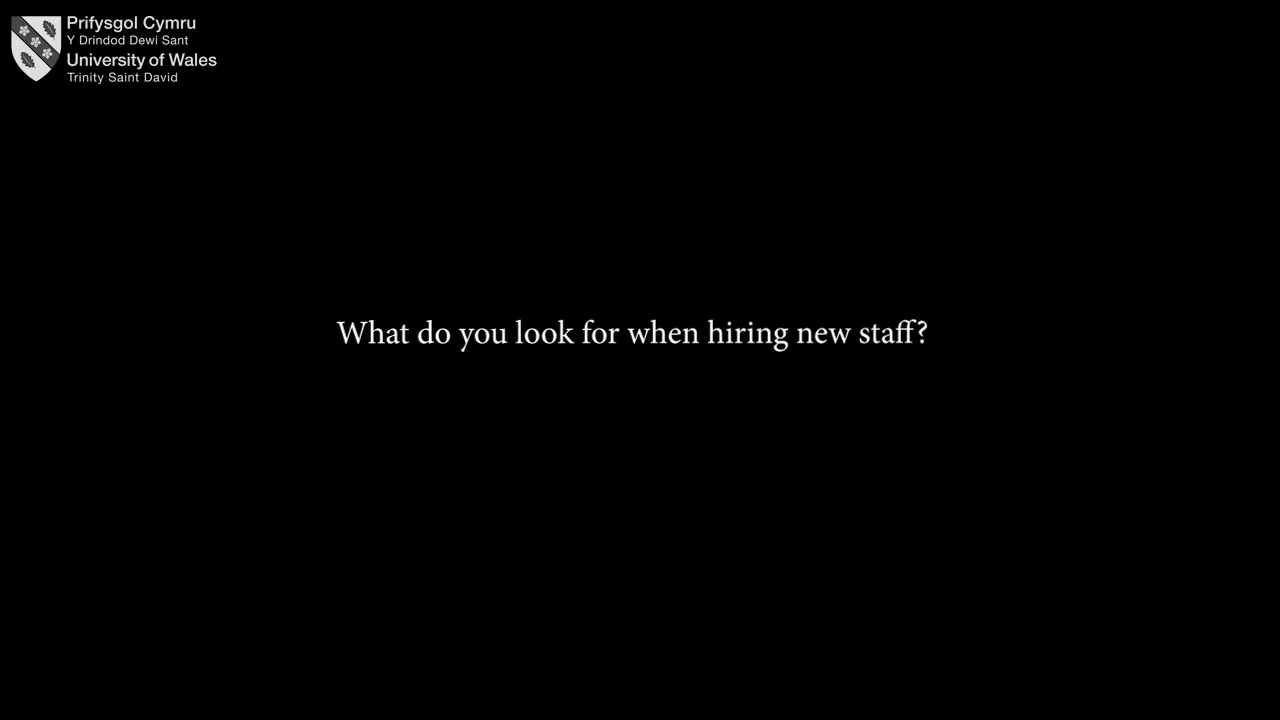 Prifysgol Cymru
Y Drindod Dewi Sant
University of Wales
Trinity Saint David
What do you look for when hiring new staff?